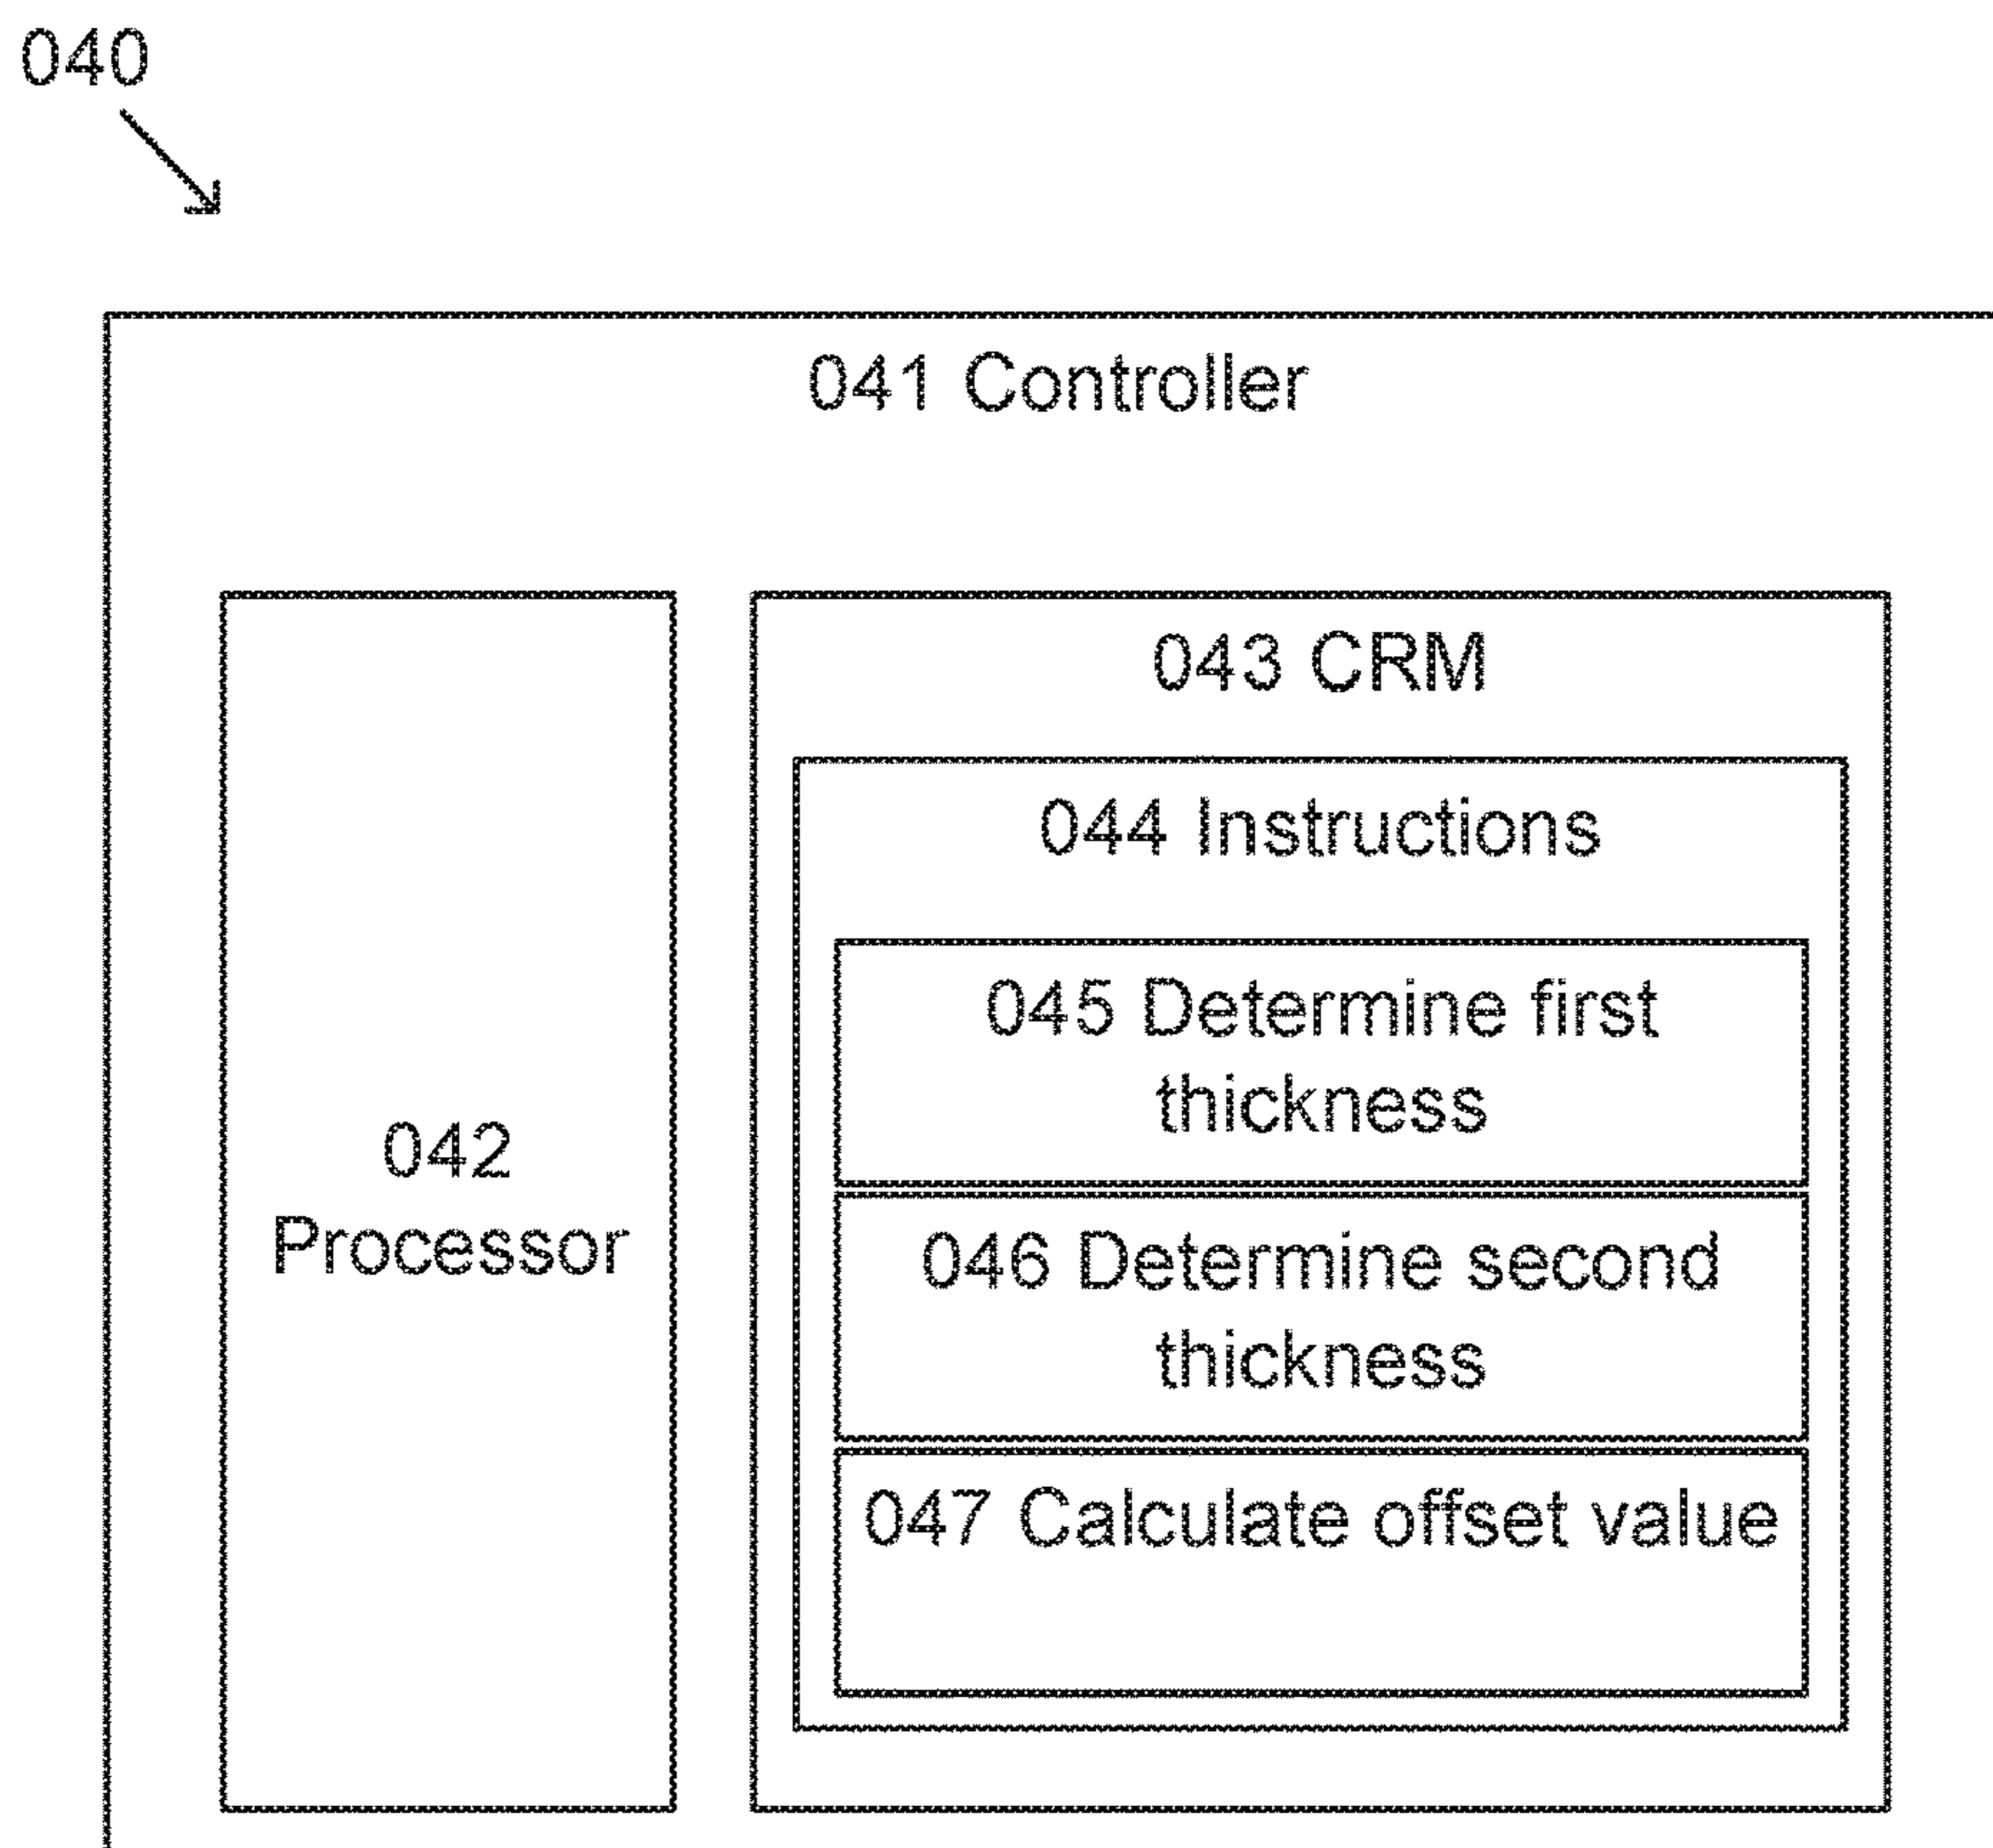 040
041 Controller
042
Processor
043 CRM
044 Instructions
045 Determine first
thickness
046 Determine second
thickness
047 Calculate offset value